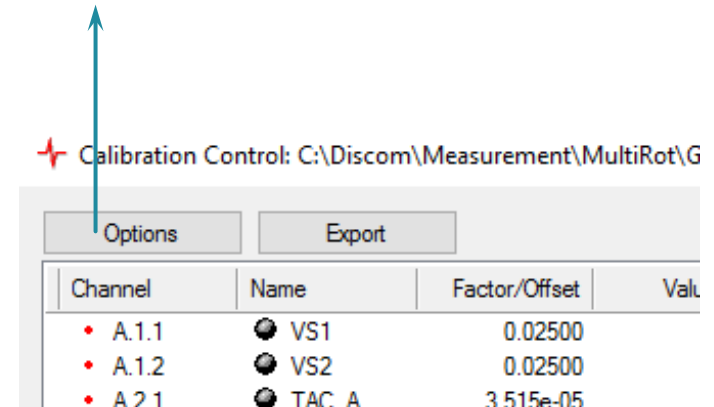 Calibration Control: C:\Discom\Measurement\MultiRot\G
Options Export
Channel Name Factor/Offset Valu
A.1.1 VS1 0.02500
A.1.2 VS2 0.02500
A.2.1 TAC_A 3.515e-05